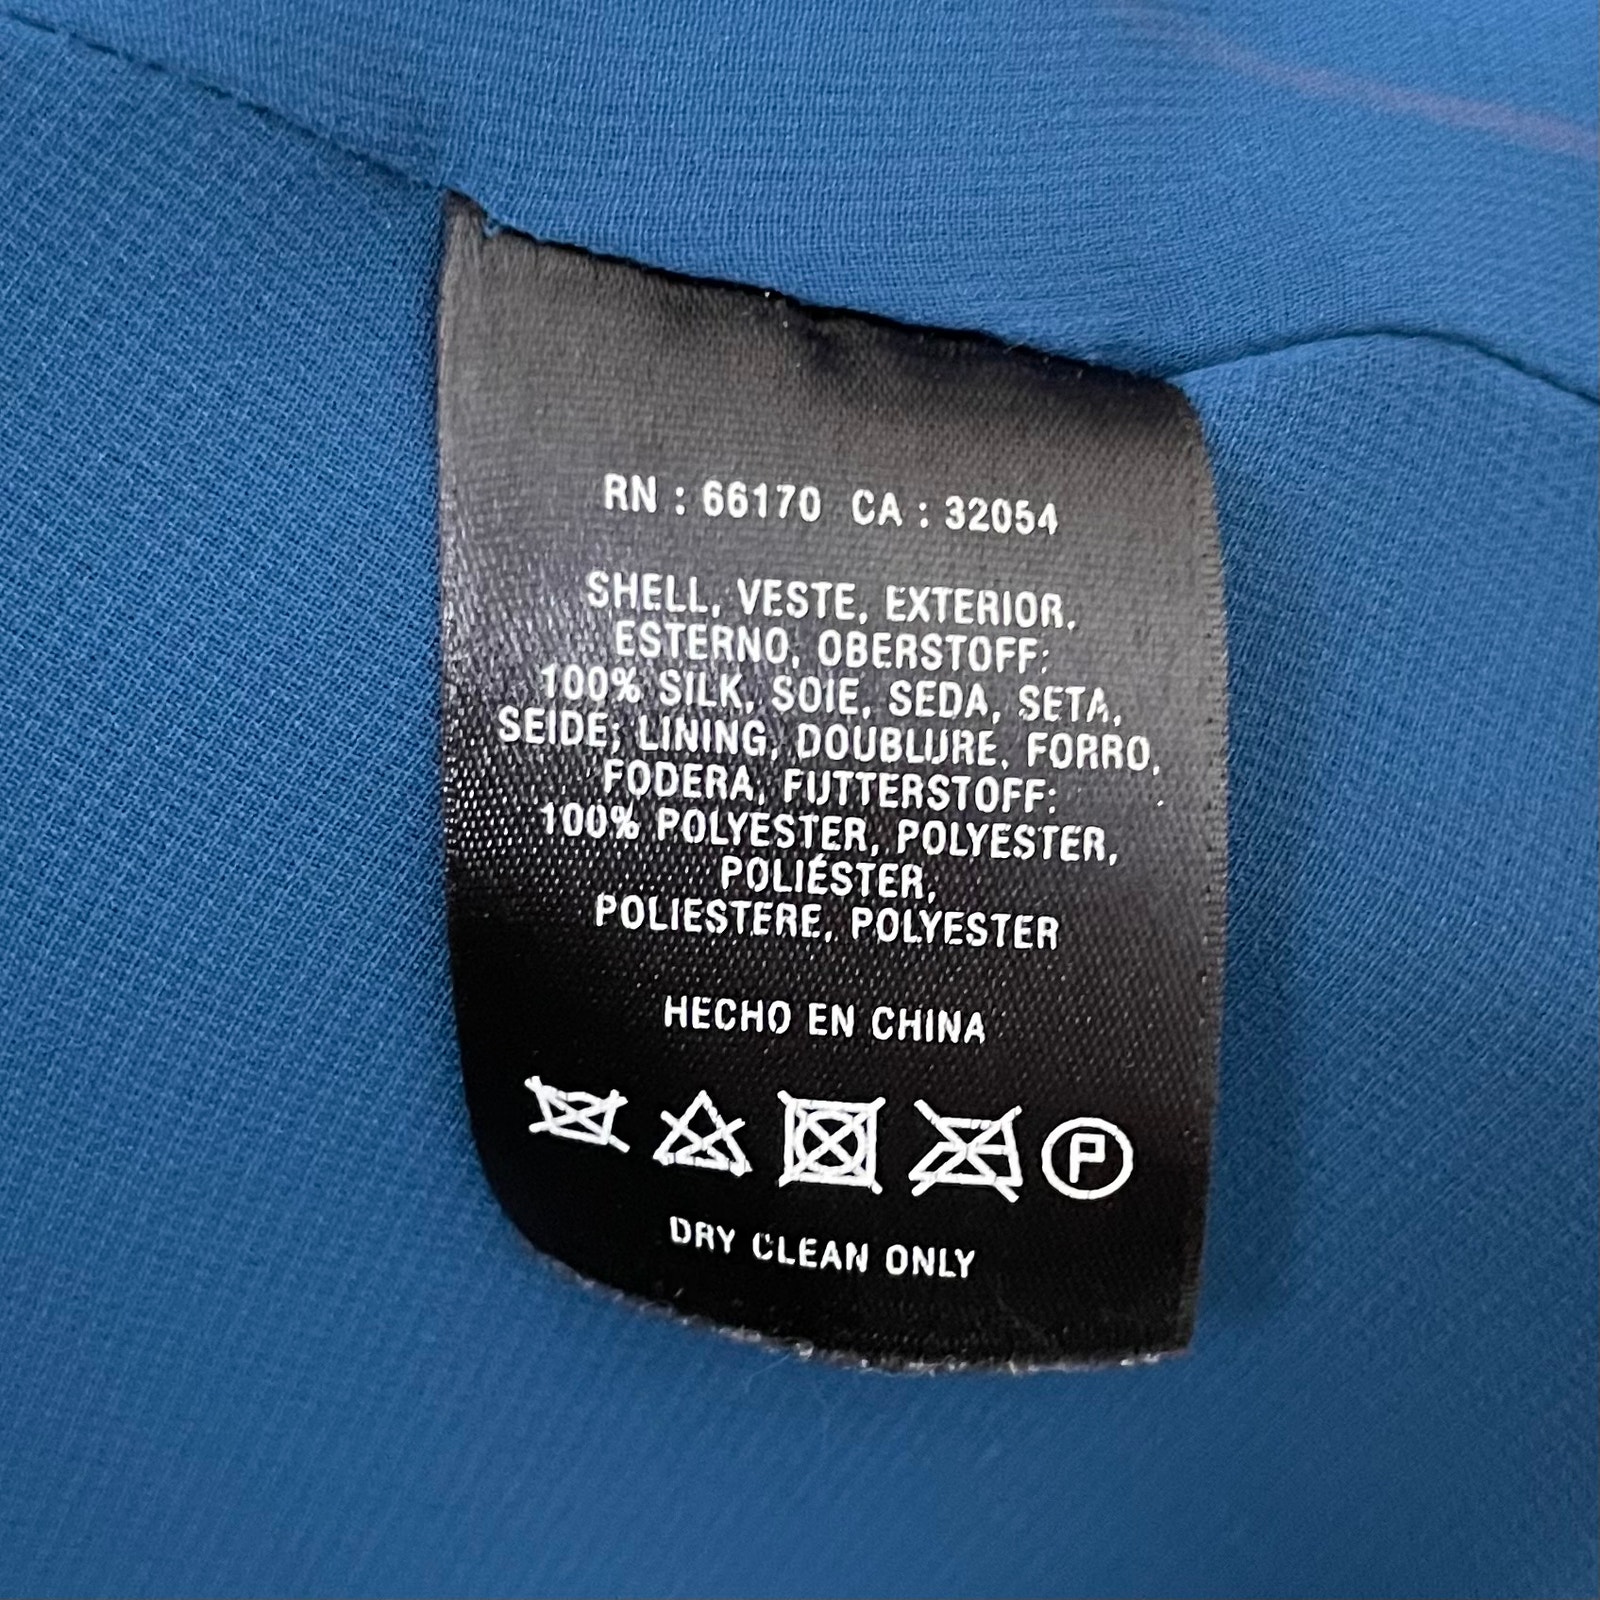 RN : 66170 CA : 32054
SHELL, VESTE, EXTERIOR,
ESTERNO, OBERSTOFF:
100% SILK, SOIE, SEDA, SETA,
SEIDE; LINING, DOUBLURE, FORRO,
FODERA, FUTTERSTOFF:
100% POLYESTER, POLYESTER,
POLIÉSTER,
POLIESTERE, POLYESTER
HECHO EN CHINA
P
DRY CLEAN ONLY